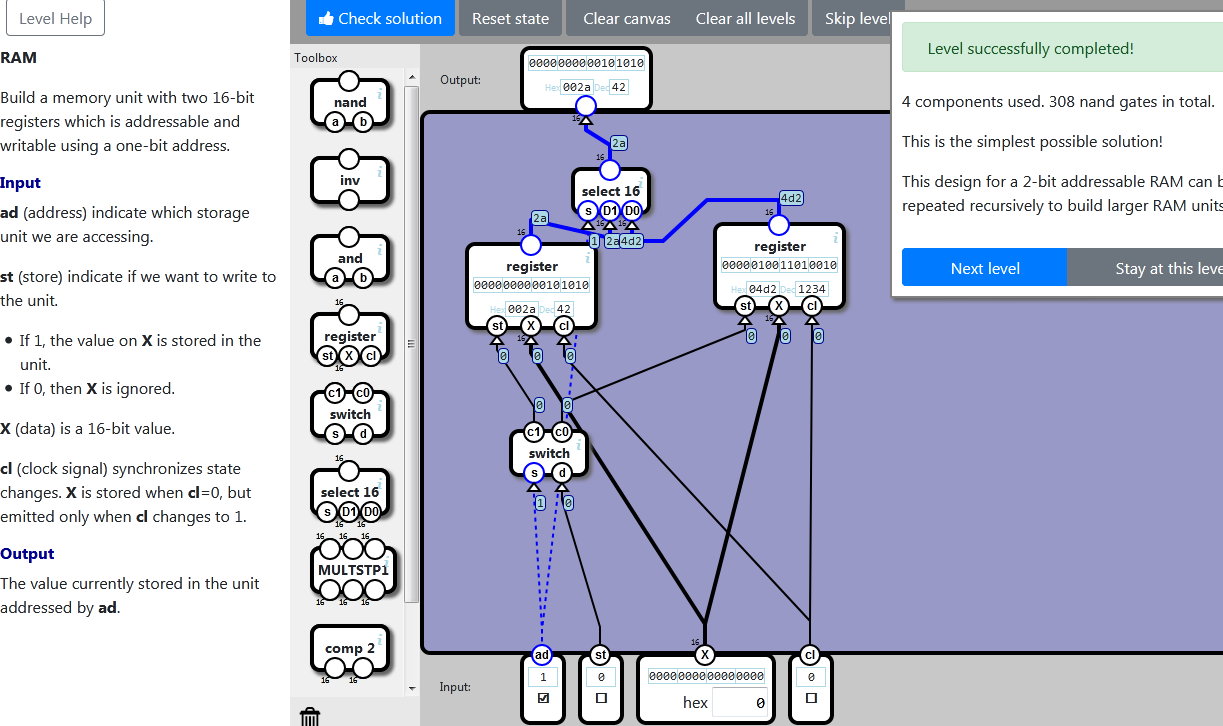 Level Help
RAM
Build a memory unit with two 16-bit
registers which is addressable and
writable using a one-bit address.
Input
ad (address) indicate which storage
unit we are accessing.
st (store) indicate if we want to write to
the unit.
• If 1, the value on X is stored in the
unit.
• If 0, then X is ignored.
X (data) is a 16-bit value.
cl (clock signal) synchronizes state
changes. X is stored when cl=0, but
emitted only when cl changes to 1.
Output
The value currently stored in the unit
addressed by ad.
Check solution
Reset state
Clear canvas
Clear all levels
Skip level
Toolbox
nand
a b
inv
and
a b
16
register
st X cl
16
c1 c0
switch
s d
16
select 16
s D1 D0
16 16
16 16 16
MULTSTP1
16 16 16
comp 2
16 16
Output:
0000000000101010
Hex 002a Dec 42
16
2a
16
select 16
s D1 D0
16 16
1 2a 4d2
2a
16
register
0000000000101010
Hex 002a Dec 42
st X cl
16
0 0 0
4d2
16
register
0000010011010010
Hex 04d2 Dec 1234
st X cl
16
0 0 0
0 0
c1 c0
switch
s d
1 0
Input:
ad
1
st
0
16
X
0000000000000000
hex 0
cl
0
Level successfully completed!
4 components used. 308 nand gates in total.
This is the simplest possible solution!
This design for a 2-bit addressable RAM can b
repeated recursively to build larger RAM units
Next level
Stay at this leve